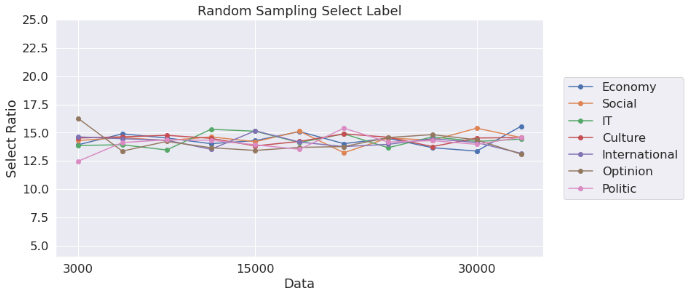 Random Sampling Select Label
25.0
22.5
20.0
17.5
15.0
12.5
10.0
7.5
5.0
Select Ratio
3000
15000
30000
Data
Economy
Social
IT
Culture
International
Optinion
Politic